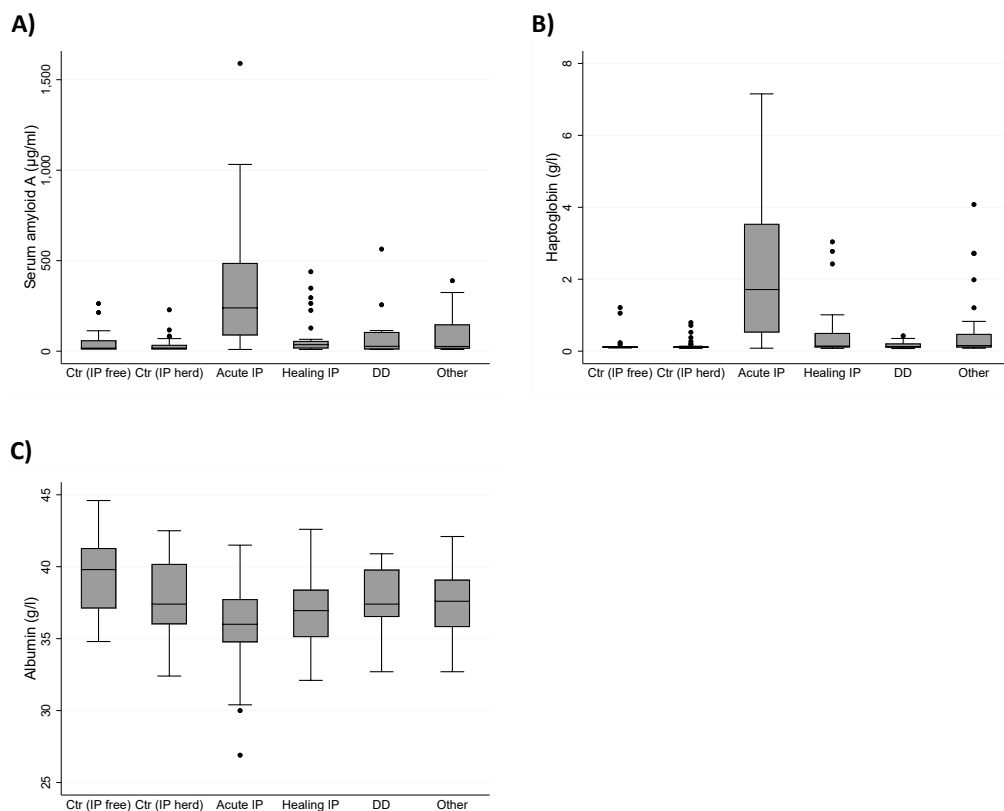 A)
Serum amyloid A (µg/ml)
1,500
1,000
500
0
Ctr (IP free) Ctr (IP herd) Acute IP Healing IP DD Other
B)
Haptoglobin (g/l)
8
6
4
2
0
Ctr (IP free) Ctr (IP herd) Acute IP Healing IP DD Other
C)
Albumin (g/l)
45
40
35
30
25
Ctr (IP free) Ctr (IP herd) Acute IP Healing IP DD Other